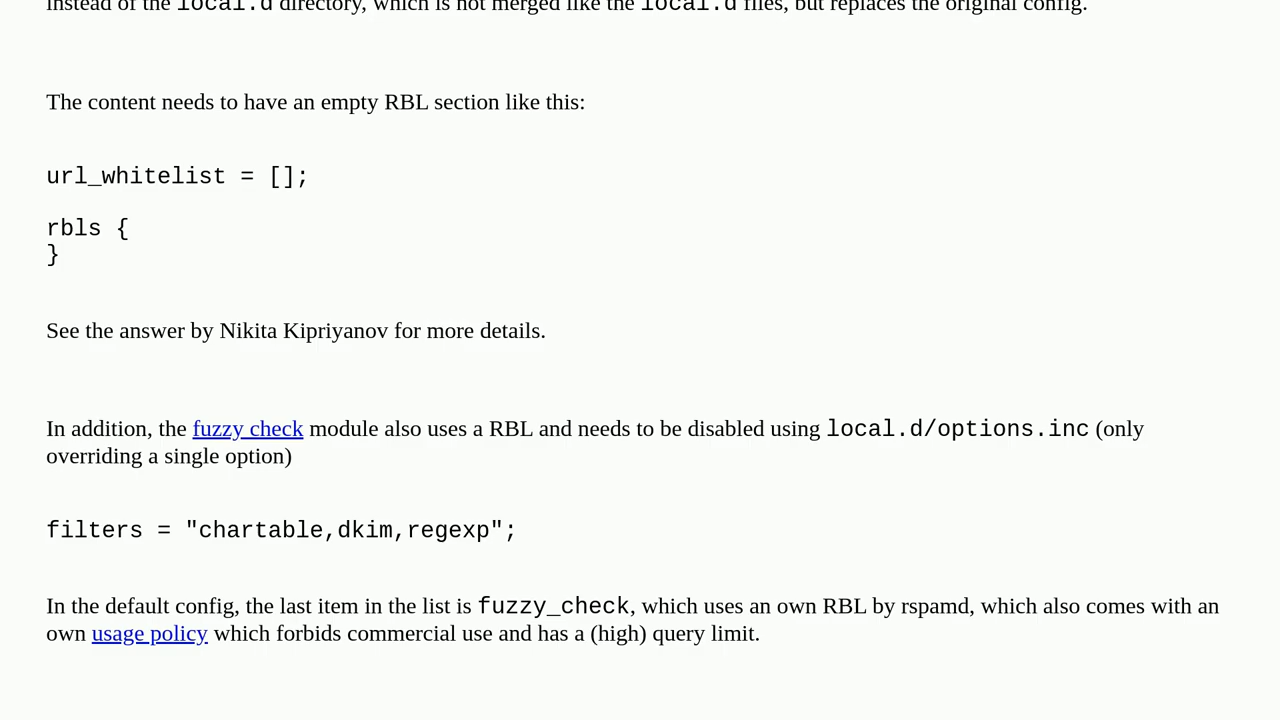 instead of the local.d directory, which is not merged like the local.d files, but replaces the original config.
The content needs to have an empty RBL section like this:
url_whitelist = [];
rbls {
}
See the answer by Nikita Kipriyanov for more details.
In addition, the fuzzy check module also uses a RBL and needs to be disabled using local.d/options.inc (only
overriding a single option)
filters = "chartable,dkim,regexp";
In the default config, the last item in the list is fuzzy_check, which uses an own RBL by rspamd, which also comes with an
own usage policy which forbids commercial use and has a (high) query limit.